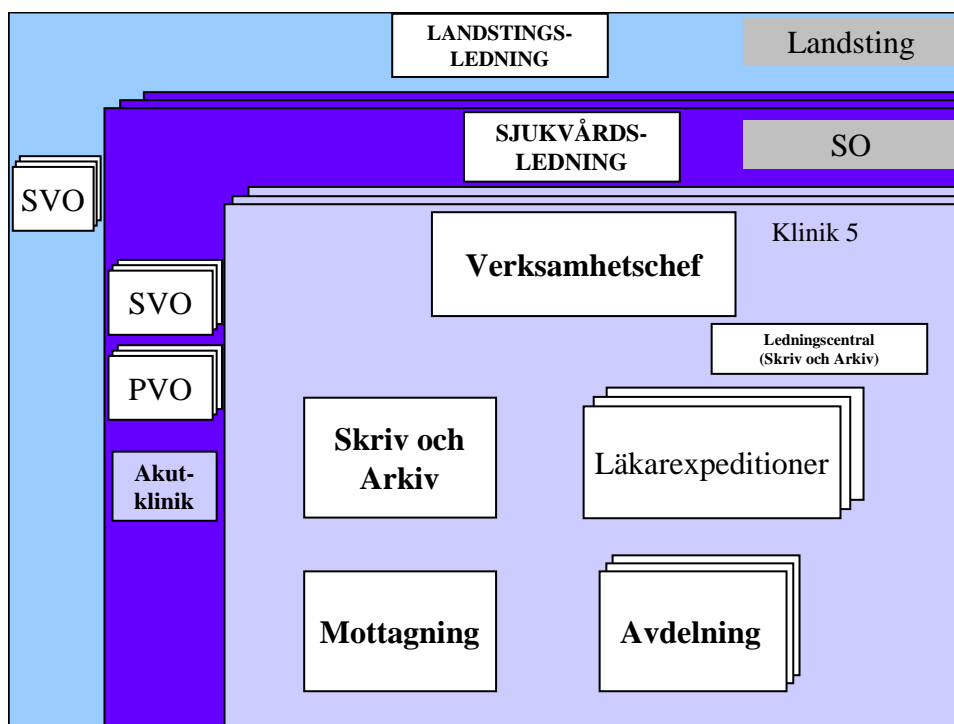 LANDSTINGS-
LEDNING
Landsting
SJUKVÅRDS-
LEDNING
SO
SVO
Verksamhetschef
Klinik 5
SVO
Ledningscentral
(Skriv och Arkiv)
PVO
Skriv och
Arkiv
Läkarexpeditioner
Akut-
klinik
Mottagning
Avdelning